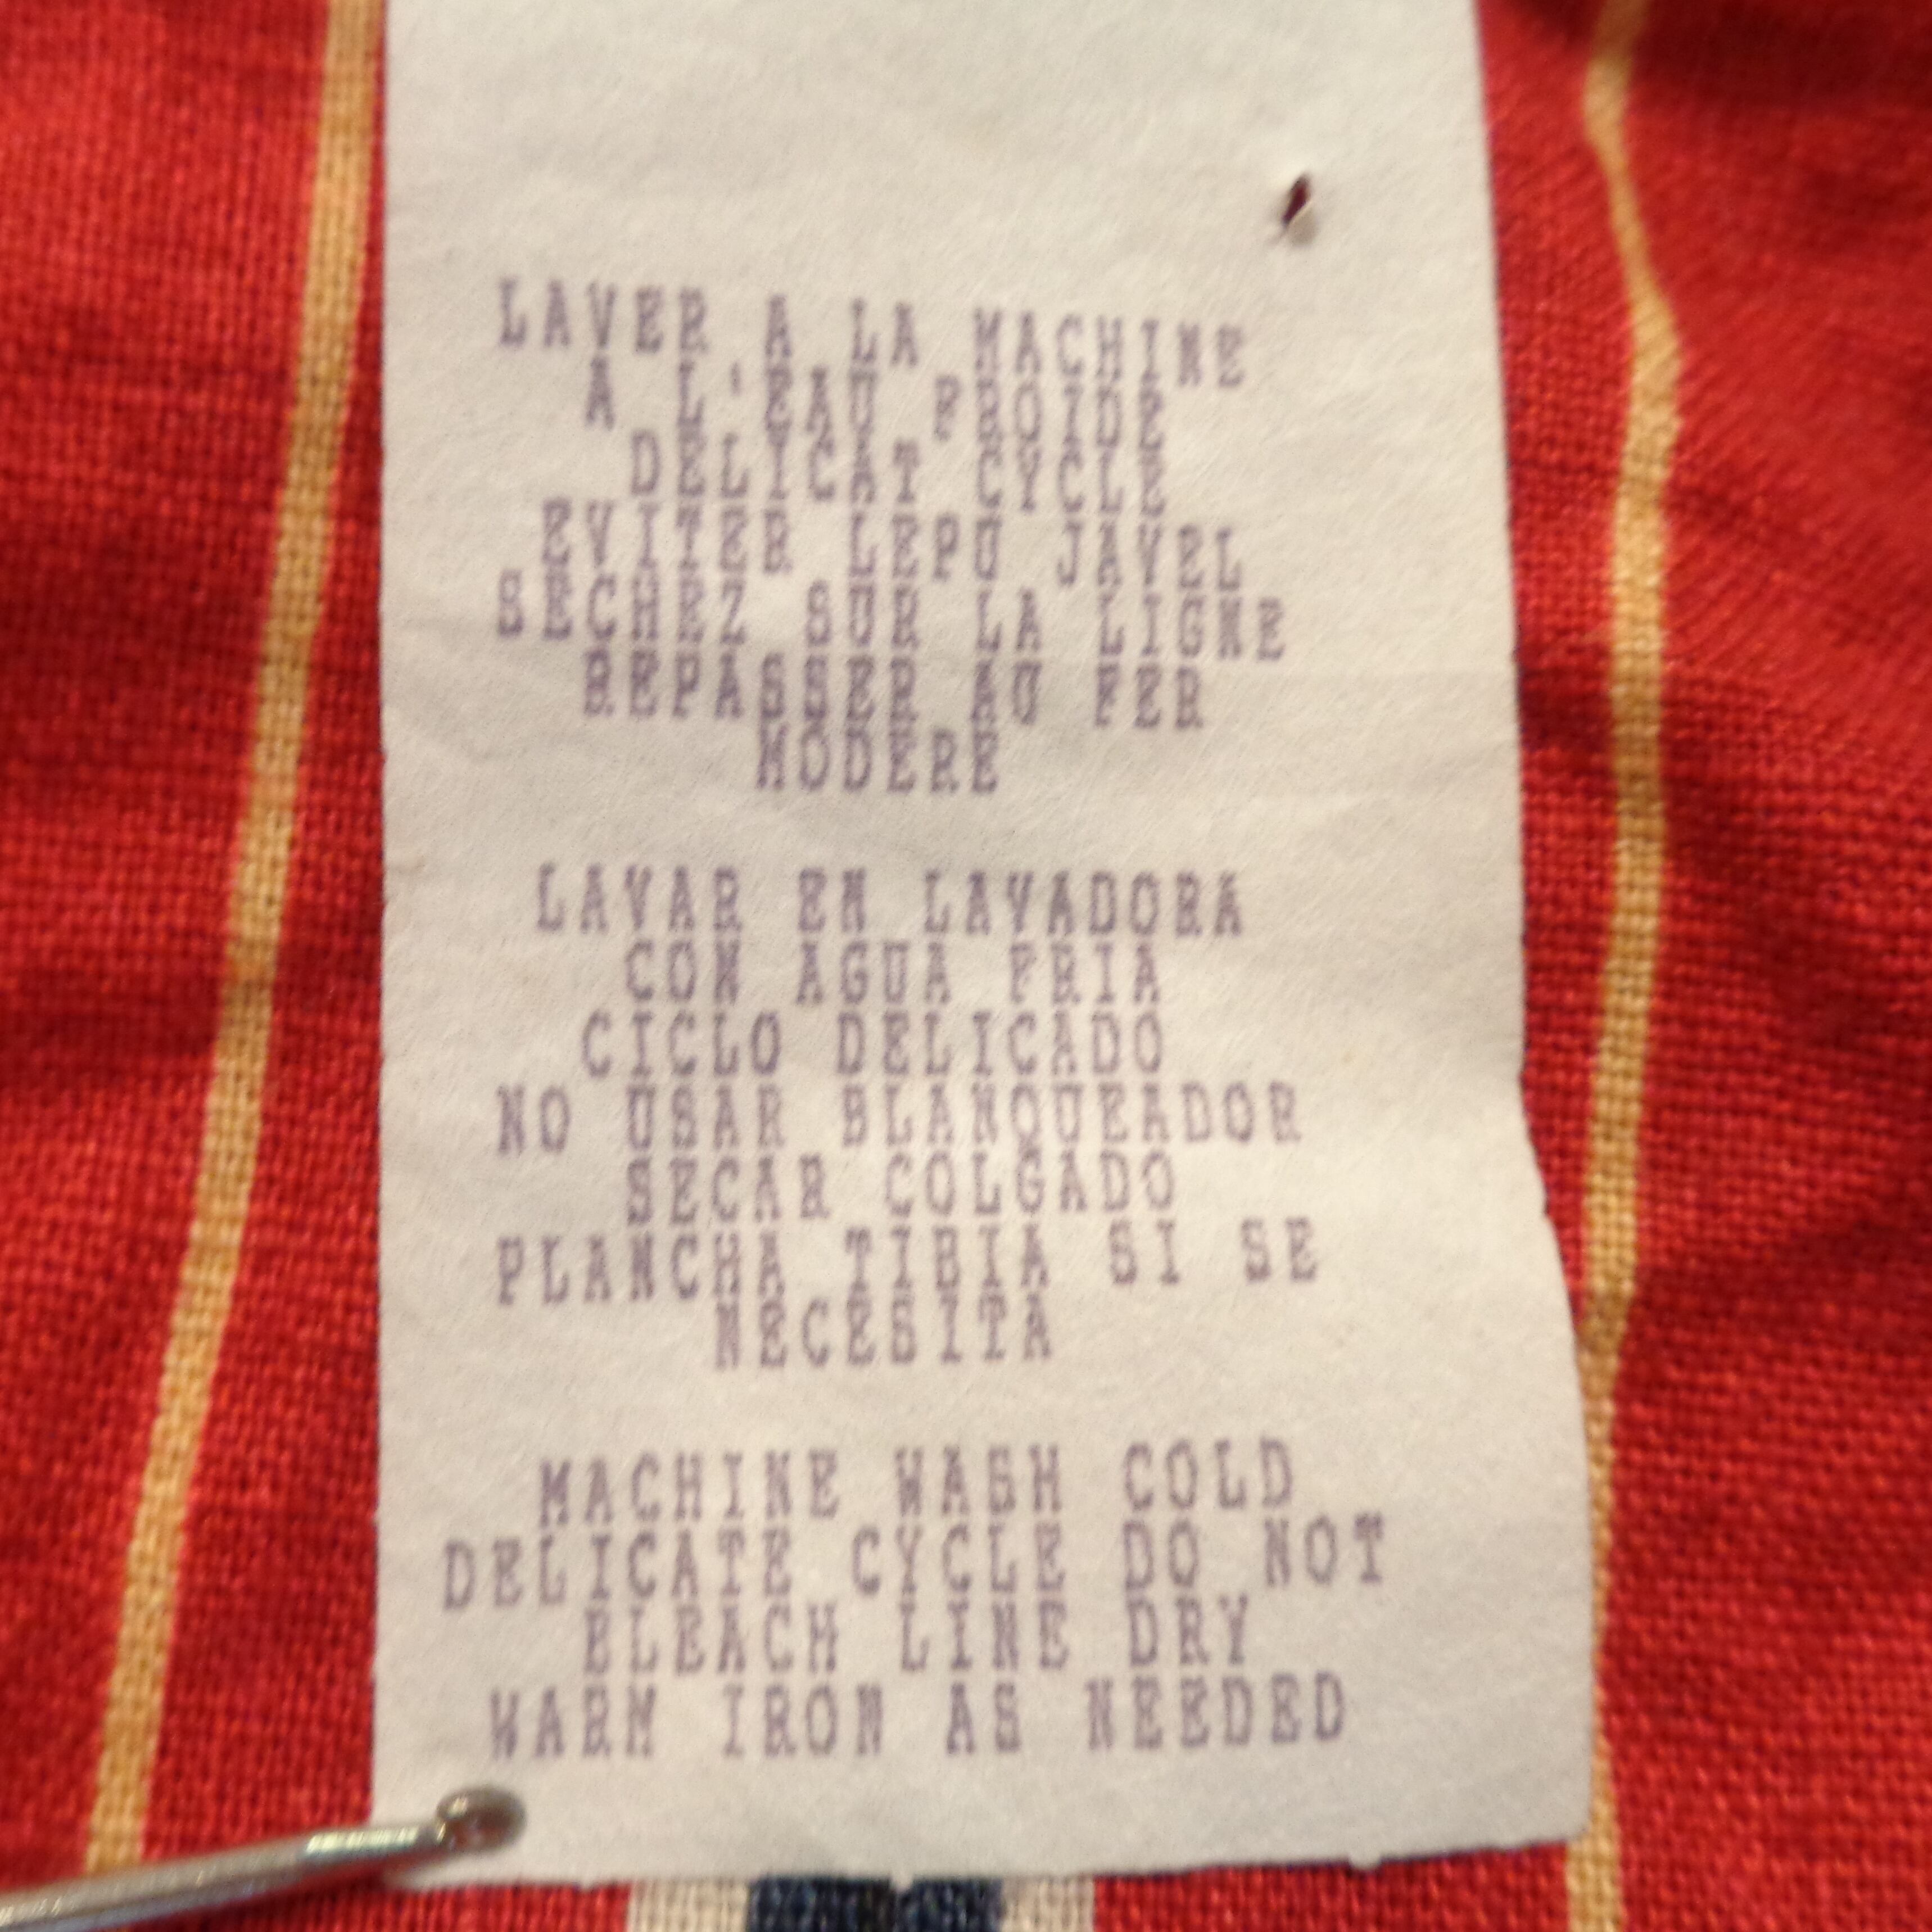 LAVER A LA MACHINE
A L'EAU FROIDE
DELICAT CYCLE
EVITER LEPU JAVEL
SECHEZ SUR LA LIGNE
REPASSER AU FER
MODERE
LAVAR EN LAVADORA
CON AGUA FRIA
CICLO DELICADO
NO USAR BLANQUEADOR
SECAR COLGADO
PLANCHA TIBIA SI SE
NECESITA
MACHINE WASH COLD
DELICATE CYCLE DO NOT
BLEACH LINE DRY
WARM IRON AS NEEDED